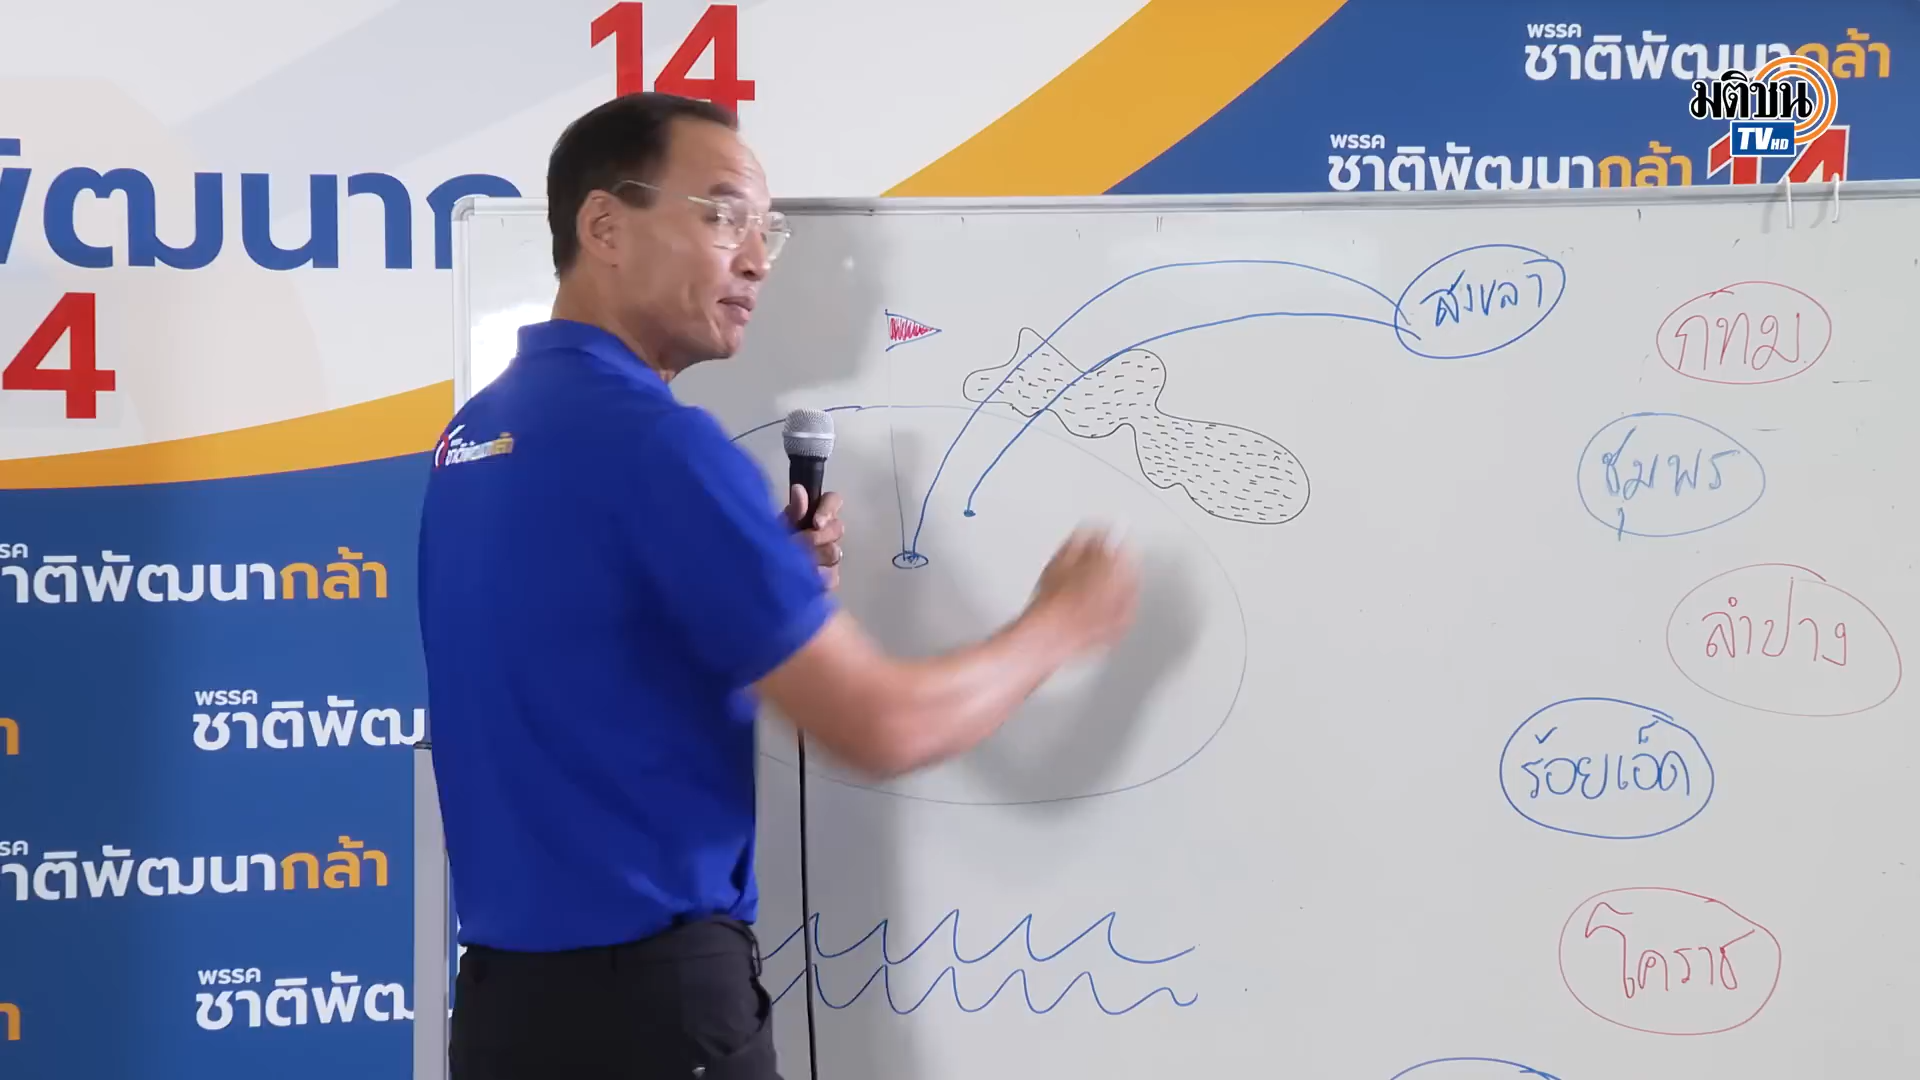 14
พรรค
ชาติพัฒนากล้า
มติชน
TV HD
พรรค
ชาติพัฒนากล้า 14
พัฒนาก
4
สงขลา
กทม
ชุมพร
ชาติพัฒนากล้า
าติพัฒนากล้า
ลำปาง
พรรค
ชาติพัฒ
ร้อยเอ็ด
าติพัฒนากล้า
โคราช
พรรค
ชาติพัฒ